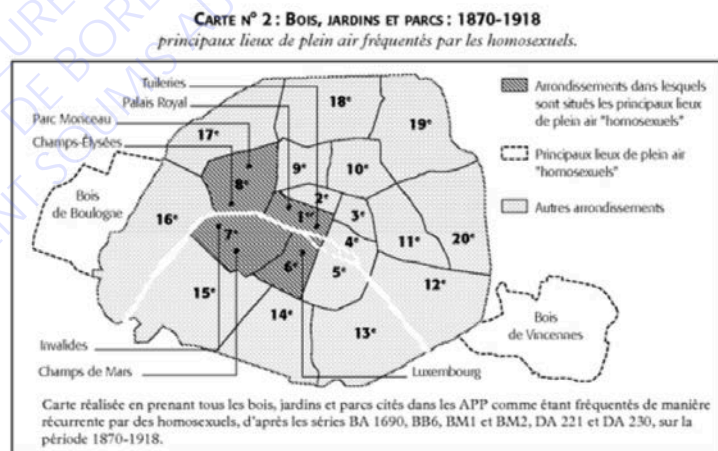 CARTE N° 2 : BOIS, JARDINS ET PARCS : 1870-1918
principaux lieux de plein air fréquentés par les homosexuels.
Tuileries
Palais Royal
Parc Monceau
Champs-Élysées
Bois
de Boulogne
Invalides
Champs de Mars
Luxembourg
Bois
de Vincennes
18e
19e
17e
9e
10e
8e
2e
3e
1er
16e
7e
4e
11e
20e
6e
5e
12e
15e
14e
13e
Arrondissements dans lesquels
sont situés les principaux lieux
de plein air "homosexuels"
Principaux lieux de plein air
"homosexuels"
Autres arrondissements
Carte réalisée en prenant tous les bois, jardins et parcs cités dans les APP comme étant fréquentés de manière
récurrente par des homosexuels, d'après les séries BA 1690, BB6, BM1 et BM2, DA 221 et DA 230, sur la
période 1870-1918.